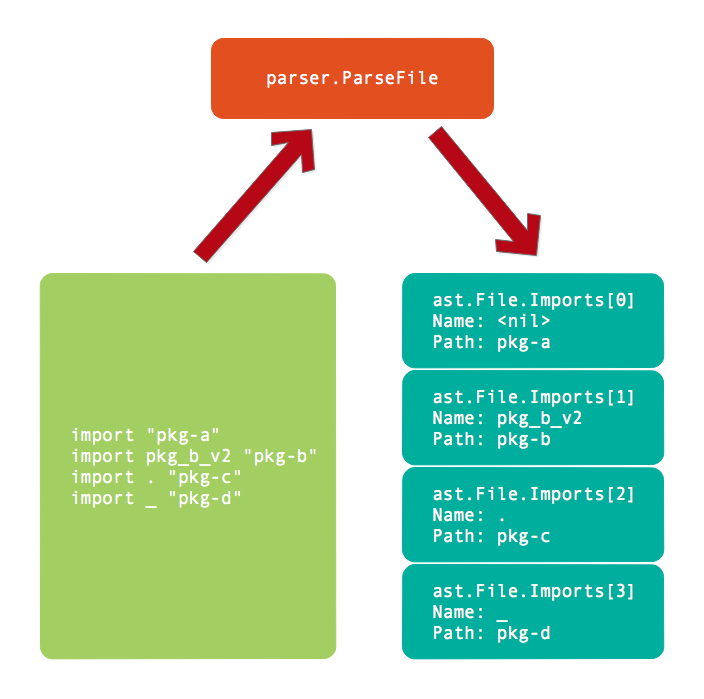 parser.ParseFile
import "pkg-a"
import pkg_b_v2 "pkg-b"
import . "pkg-c"
import _ "pkg-d"
ast.File.Imports[0]
Name: <nil>
Path: pkg-a
ast.File.Imports[1]
Name: pkg_b_v2
Path: pkg-b
ast.File.Imports[2]
Name: .
Path: pkg-c
ast.File.Imports[3]
Name: _
Path: pkg-d